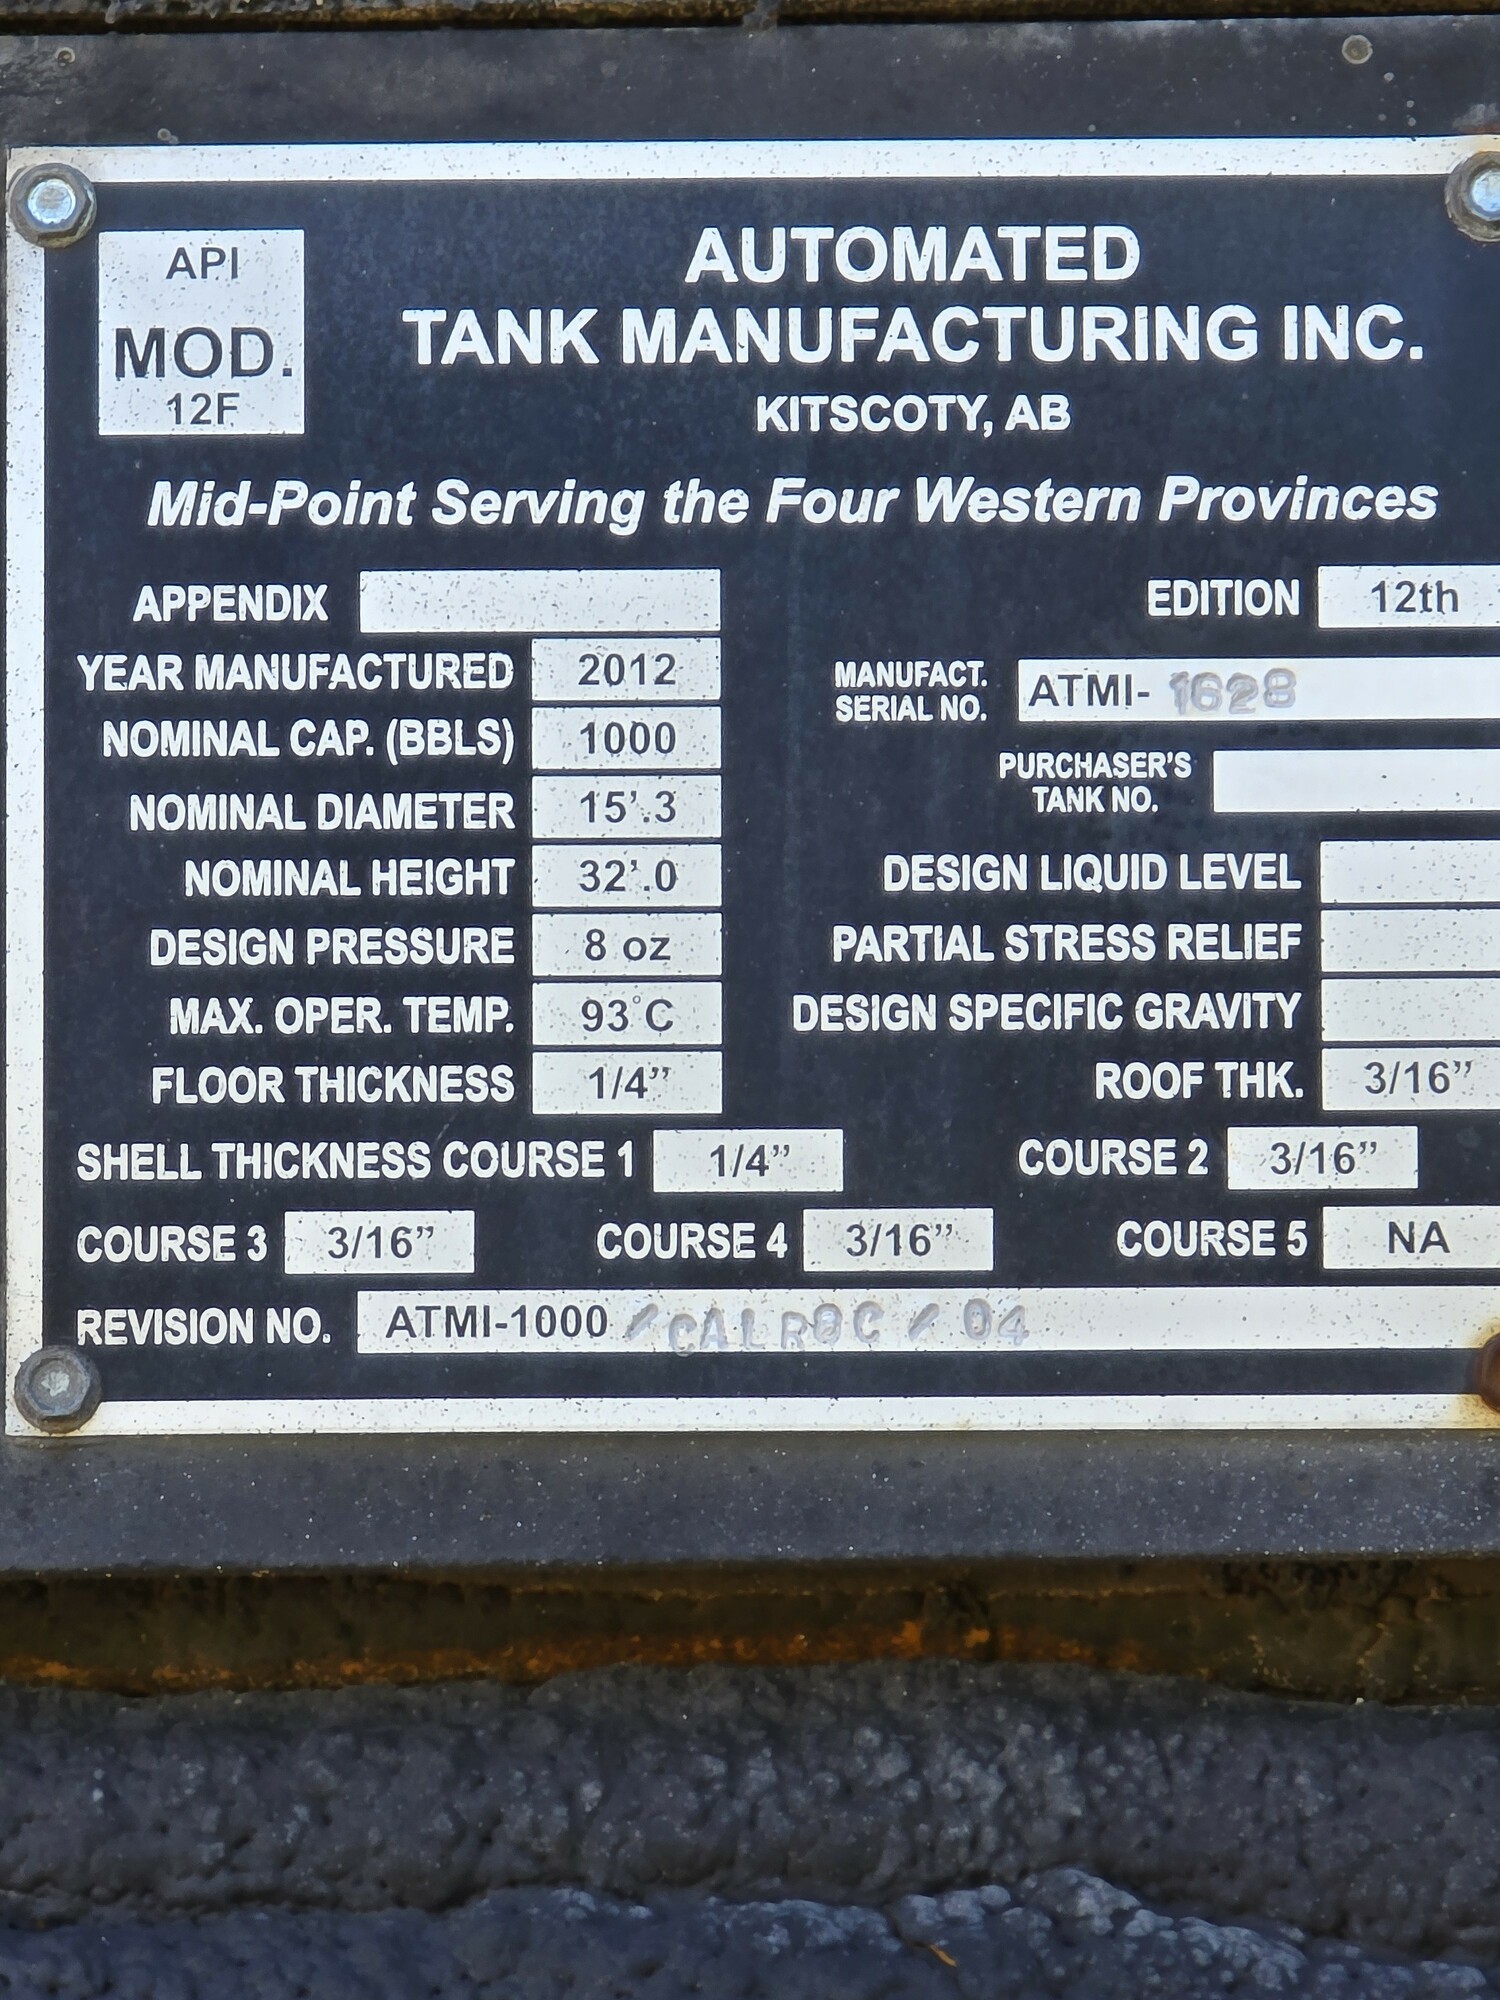 API
MOD.
12F
AUTOMATED
TANK MANUFACTURING INC.
KITSCOTY, AB
Mid-Point Serving the Four Western Provinces
APPENDIX
EDITION 12th
YEAR MANUFACTURED 2012
MANUFACT.
SERIAL NO. ATMI- 1628
NOMINAL CAP. (BBLS) 1000
PURCHASER'S
TANK NO.
NOMINAL DIAMETER 15'.3
NOMINAL HEIGHT 32'.0
DESIGN LIQUID LEVEL
DESIGN PRESSURE 8 oz
PARTIAL STRESS RELIEF
MAX. OPER. TEMP. 93°C
DESIGN SPECIFIC GRAVITY
FLOOR THICKNESS 1/4”
ROOF THK. 3/16”
SHELL THICKNESS COURSE 1 1/4” COURSE 2 3/16”
COURSE 3 3/16” COURSE 4 3/16” COURSE 5 NA
REVISION NO. ATMI-1000 / CALROC / 04